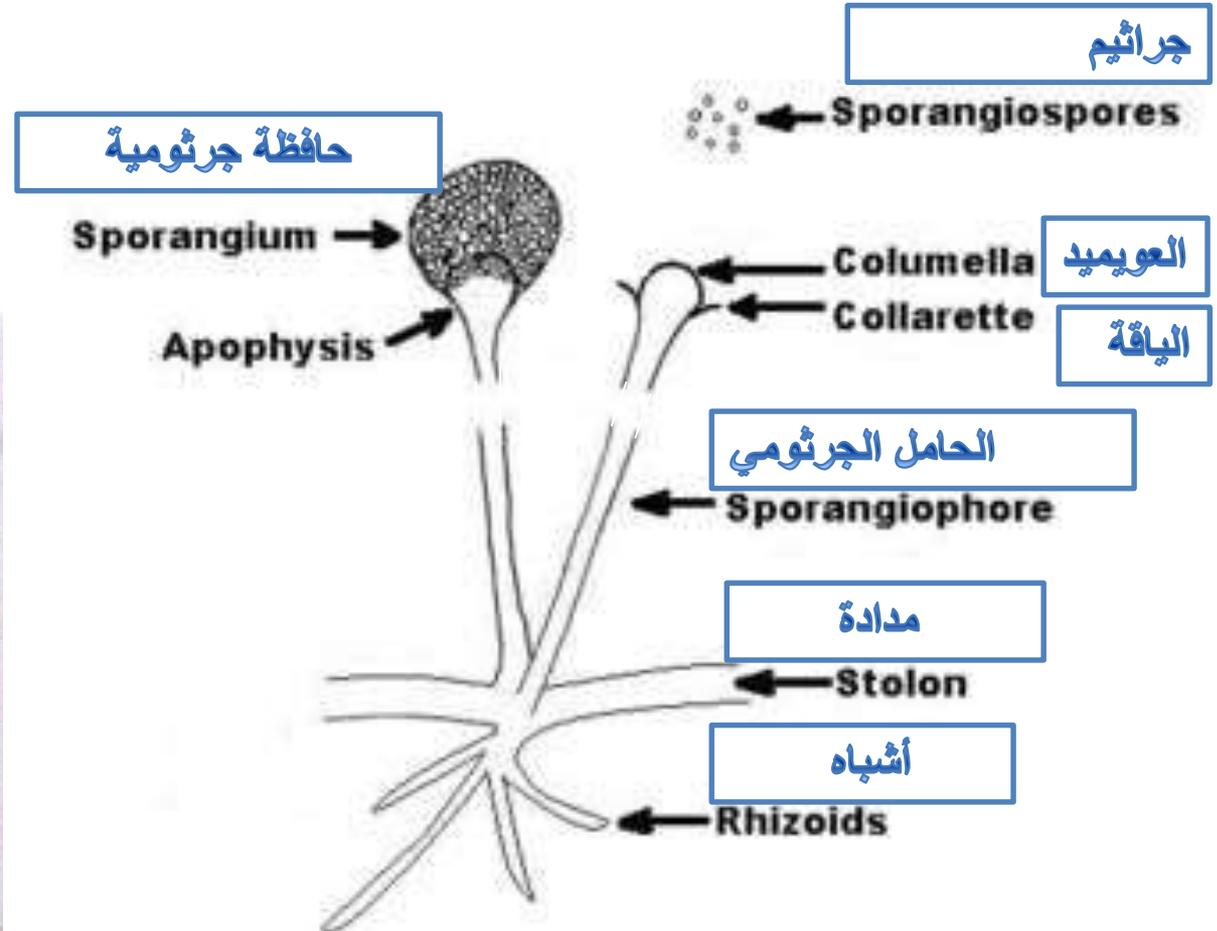 جراثيم
Sporangiospores
حافظة جرثومية
Sporangium
Columella
العويميد
Collarette
الياقة
Apophysis
الحامل الجرثومي
Sporangiophore
مدادة
Stolon
أشباه
Rhizoids